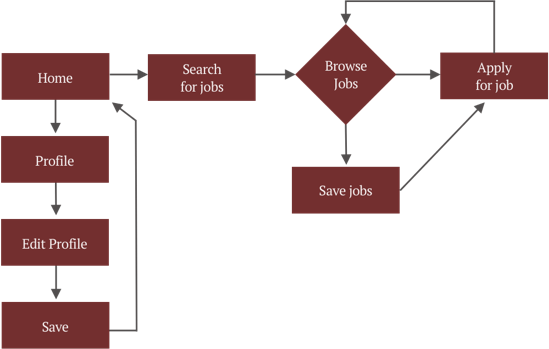 Home
Search
for jobs
Browse
Jobs
Apply
for job
Profile
Save jobs
Edit Profile
Save